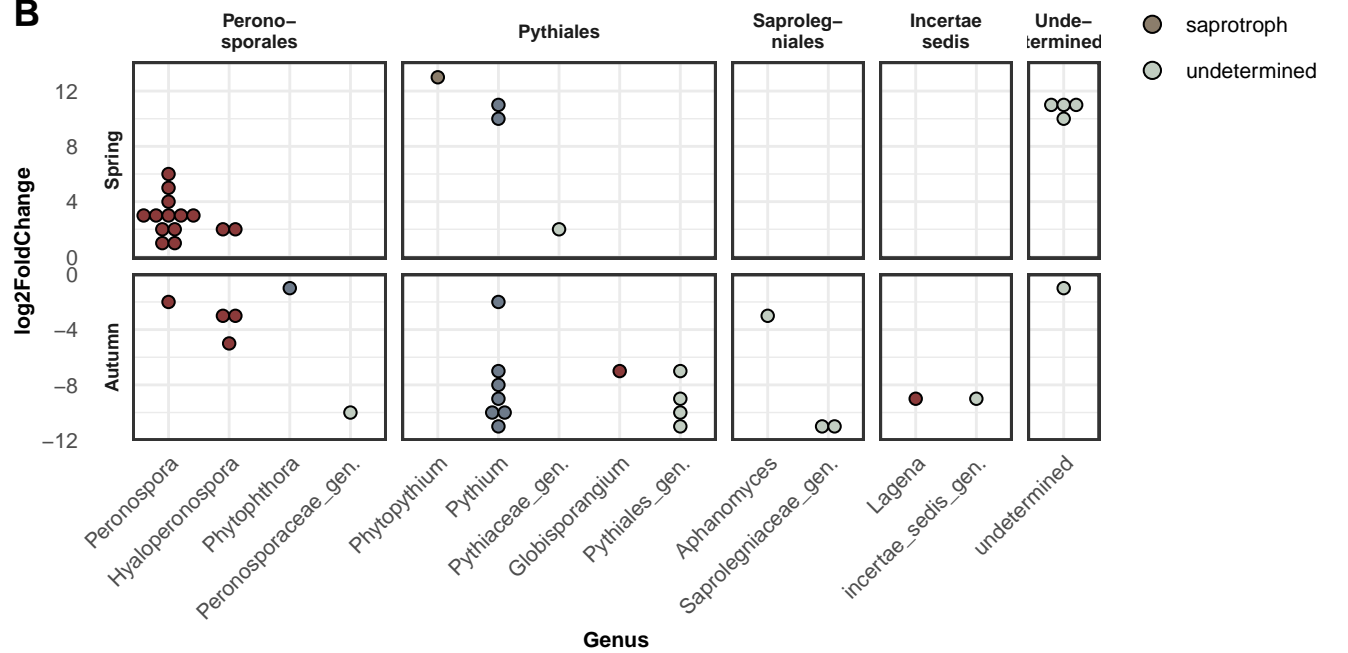 B
Perono–
sporales
Pythiales
Saproleg–
niales
Incertae
sedis
Unde–
termined
saprotroph
undetermined
log2FoldChange
Spring
12
8
4
0
Autumn
0
–4
–8
–12
Peronospora
Hyaloperonospora
Phytophthora
Peronosporaceae_gen.
Phytopythium
Pythium
Pythiaceae_gen.
Globisporangium
Pythiales_gen.
Aphanomyces
Saprolegniaceae_gen.
Lagena
incertae_sedis_gen.
undetermined
Genus